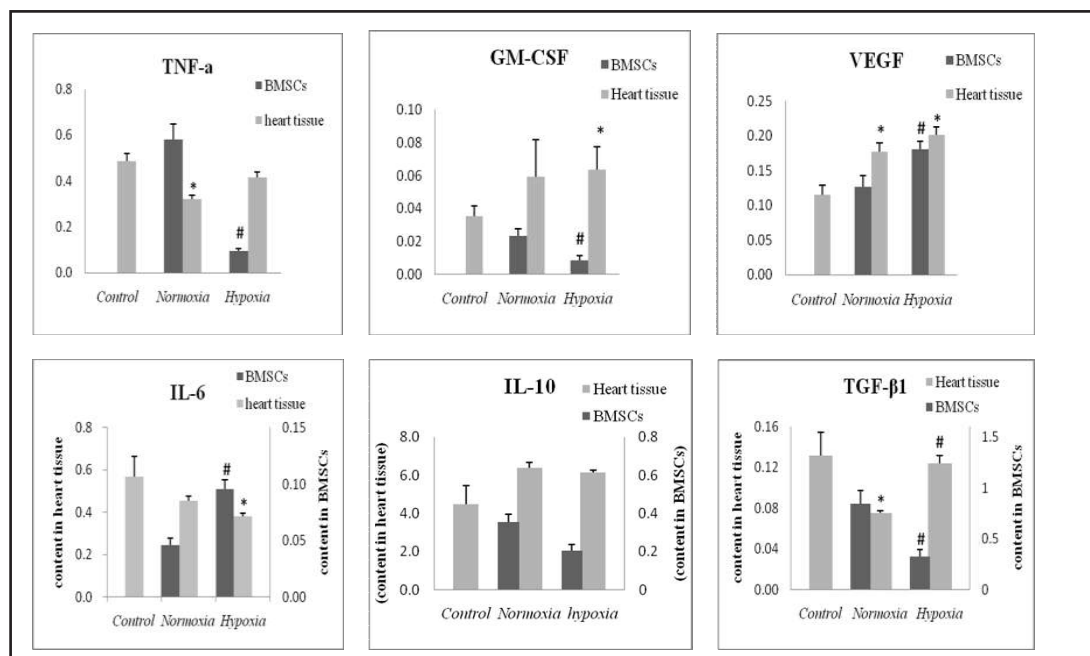 TNF-a
BMSCs
heart tissue
0.8
0.6
0.4
0.2
0.0
*
#
Control Normoxia Hypoxia
GM-CSF
BMSCs
Heart tissue
0.10
0.08
0.06
0.04
0.02
0.00
#
*
Control Normoxia Hypoxia
VEGF
BMSCs
Heart tissue
0.25
0.20
0.15
0.10
0.05
0.00
*
#
*
Control Normoxia Hypoxia
IL-6
BMSCs
heart tissue
content in heart tissue
0.8
0.6
0.4
0.2
0.0
#
*
0.15
0.10
0.05
0.00
content in BMSCs
Control Normoxia Hypoxia
IL-10
Heart tissue
BMSCs
(content in heart tissue)
8.0
6.0
4.0
2.0
0.0
0.8
0.6
0.4
0.2
0
(content in BMSCs)
Control Normoxia hypoxia
TGF-β1
Heart tissue
BMSCs
content in heart tissue
0.16
0.12
0.08
0.04
0.00
*
#
#
1.5
1
0.5
0
content in BMSCs
Control Normoxia Hypoxia